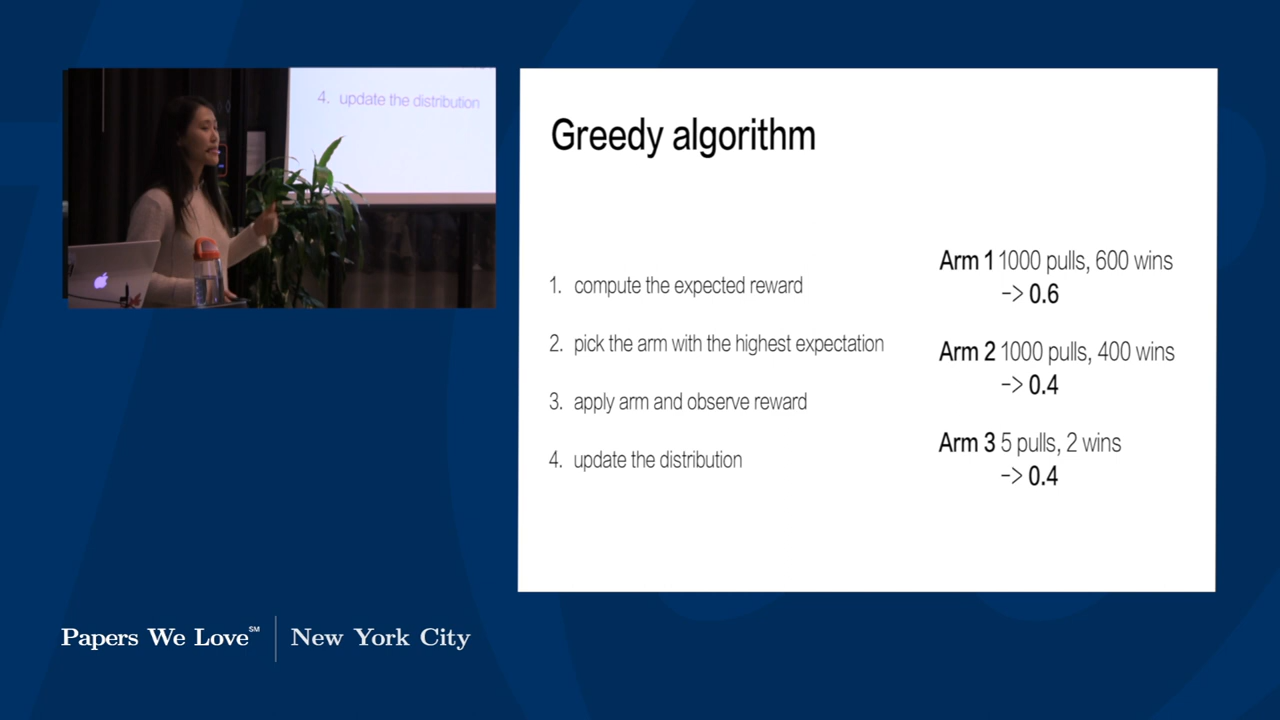 4. update the distribution
Greedy algorithm
1. compute the expected reward
2. pick the arm with the highest expectation
3. apply arm and observe reward
4. update the distribution
Arm 1 1000 pulls, 600 wins
-> 0.6
Arm 2 1000 pulls, 400 wins
-> 0.4
Arm 3 5 pulls, 2 wins
-> 0.4
Papers We Love℠ | New York City